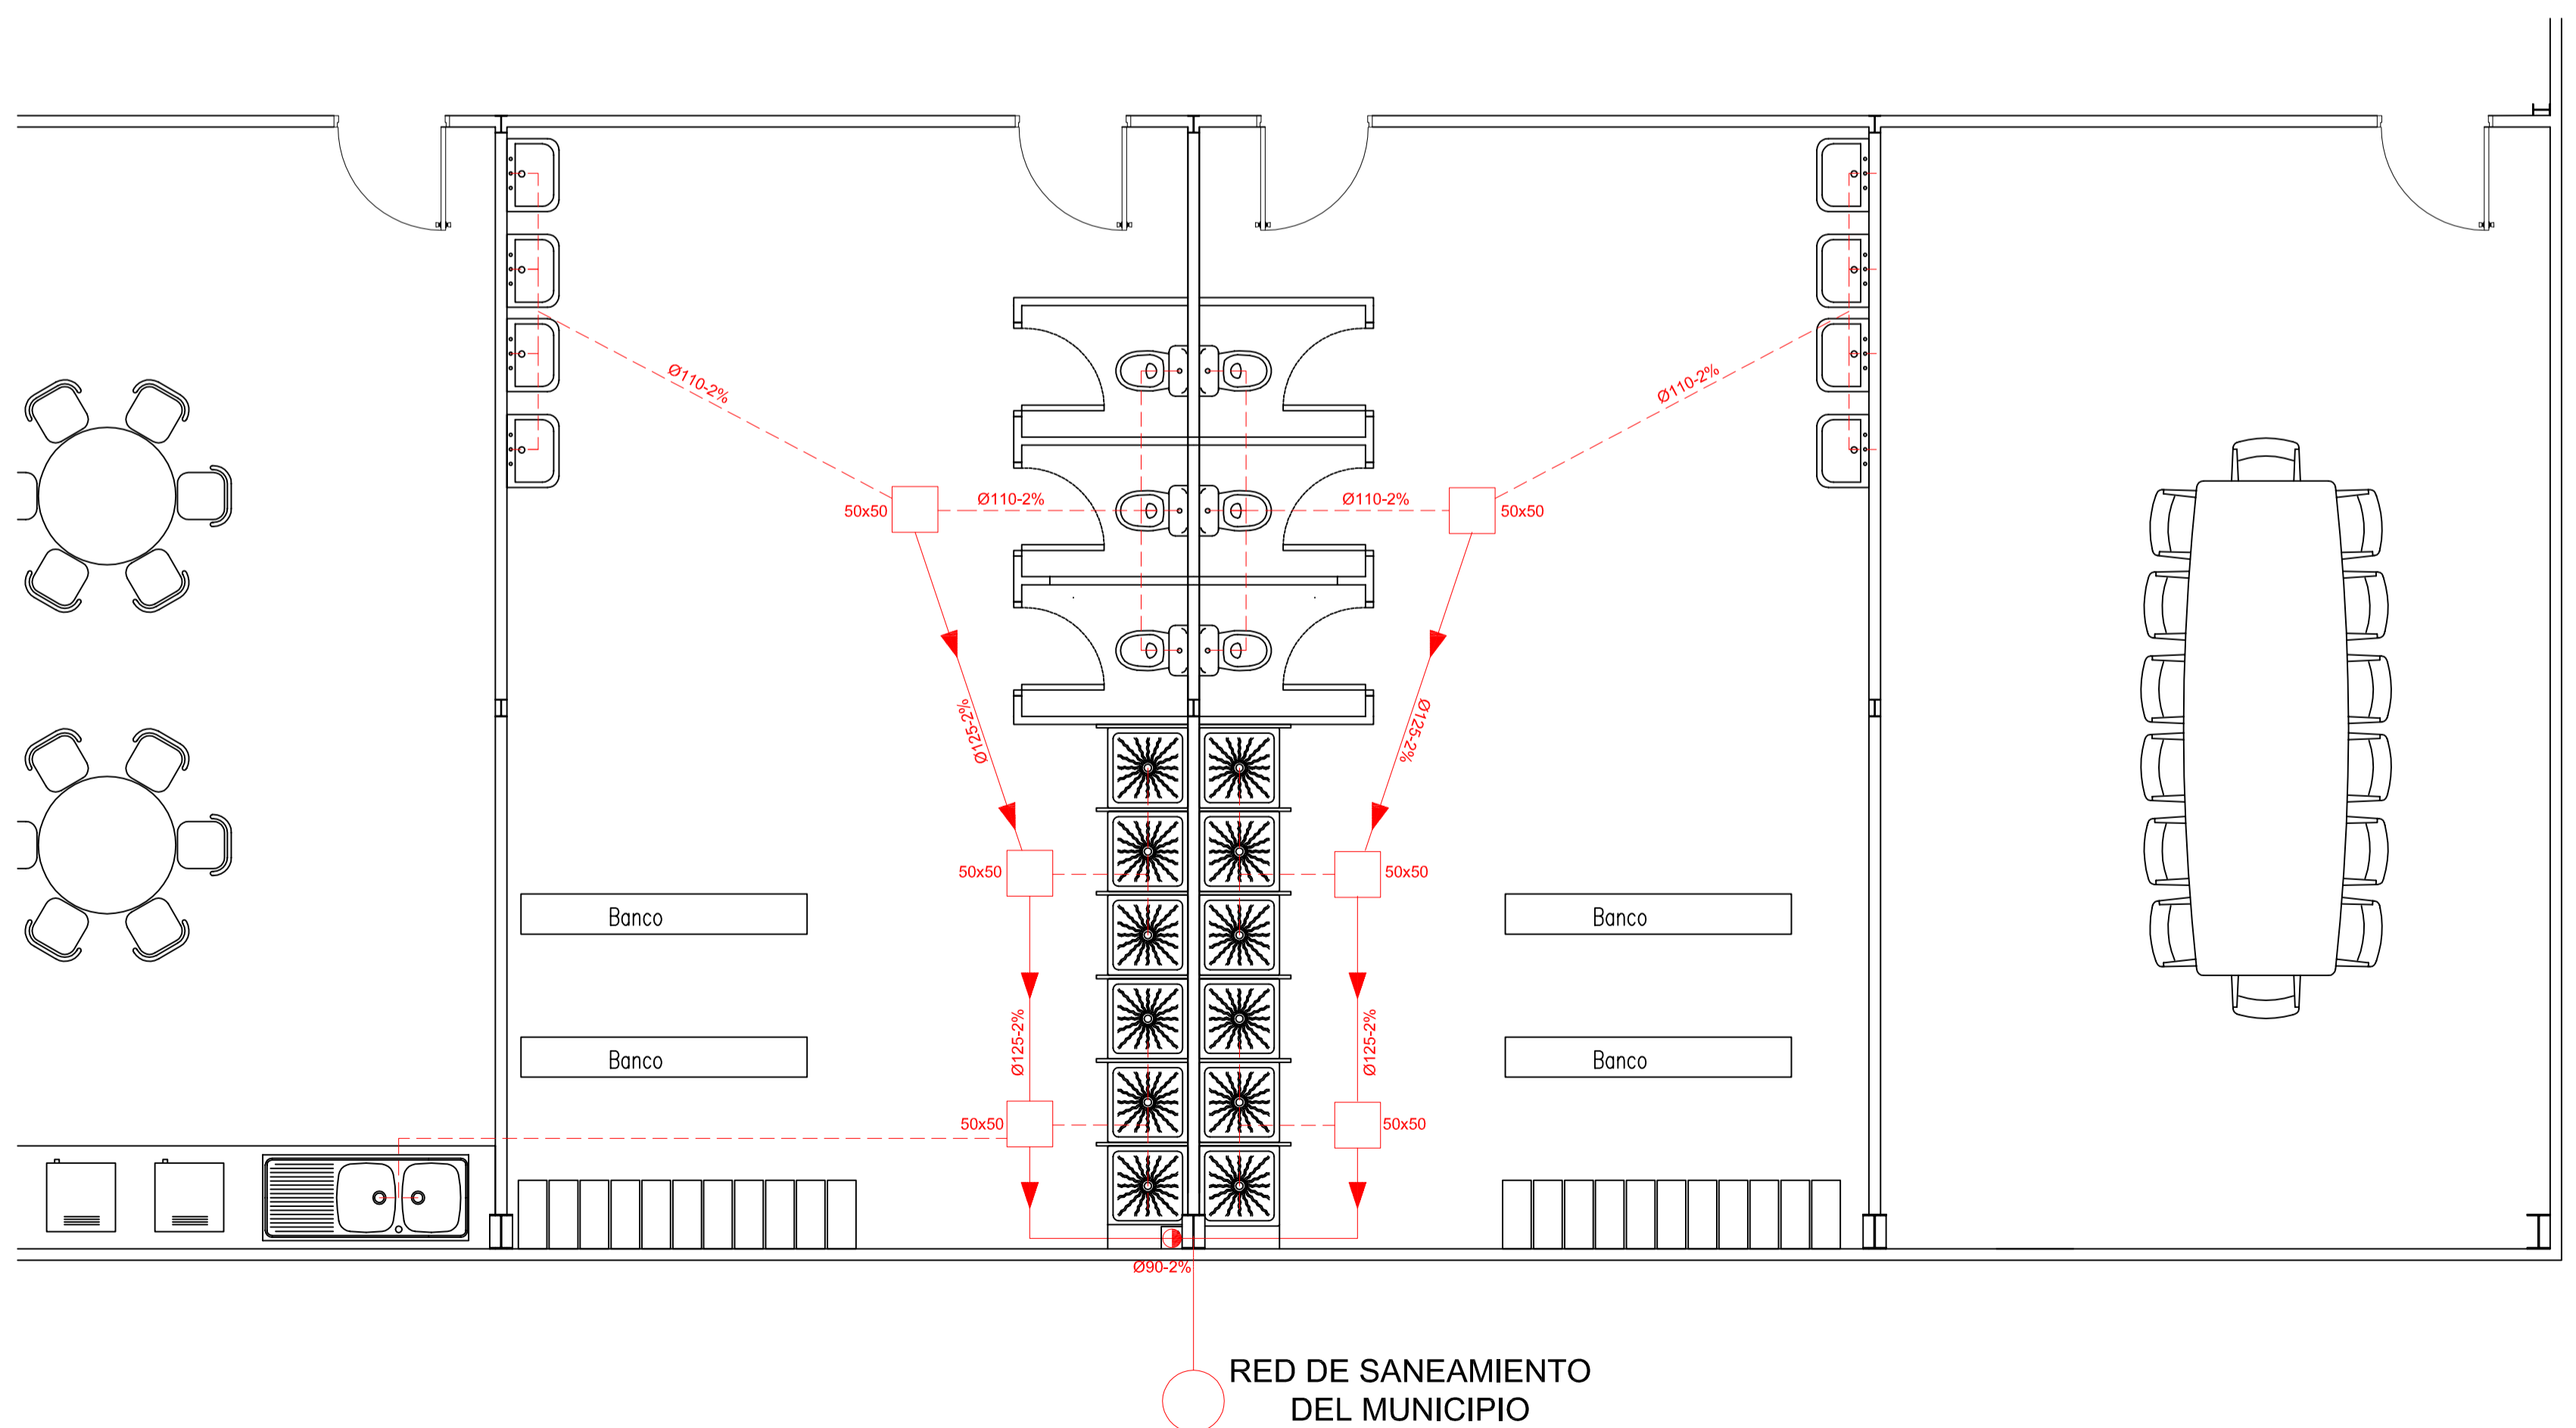 Ø110-2%
Ø110-2%
50x50
Ø110-2%
Ø110-2%
50x50
Ø125-2%
Ø125-2%
50x50
50x50
Banco
Banco
Ø125-2%
Ø125-2%
Banco
Banco
50x50
50x50
Ø90-2%
RED DE SANEAMIENTO
DEL MUNICIPIO